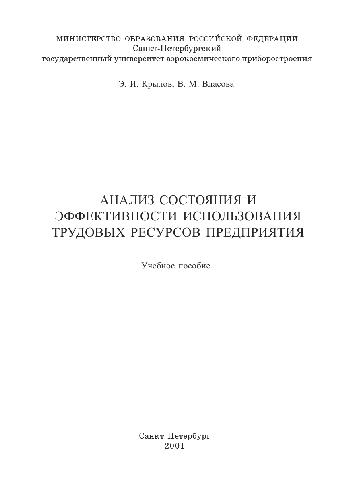 МИНИСТЕРСТВО ОБРАЗОВАНИЯ РОССИЙСКОЙ ФЕДЕРАЦИИ
Санкт-Петербургский
государственный университет аэрокосмического приборостроения
Э. И. Крылов, В. М. Власова
АНАЛИЗ СОСТОЯНИЯ И
ЭФФЕКТИВНОСТИ ИСПОЛЬЗОВАНИЯ
ТРУДОВЫХ РЕСУРСОВ ПРЕДПРИЯТИЯ
Учебное пособие
Санкт-Петербург
2001